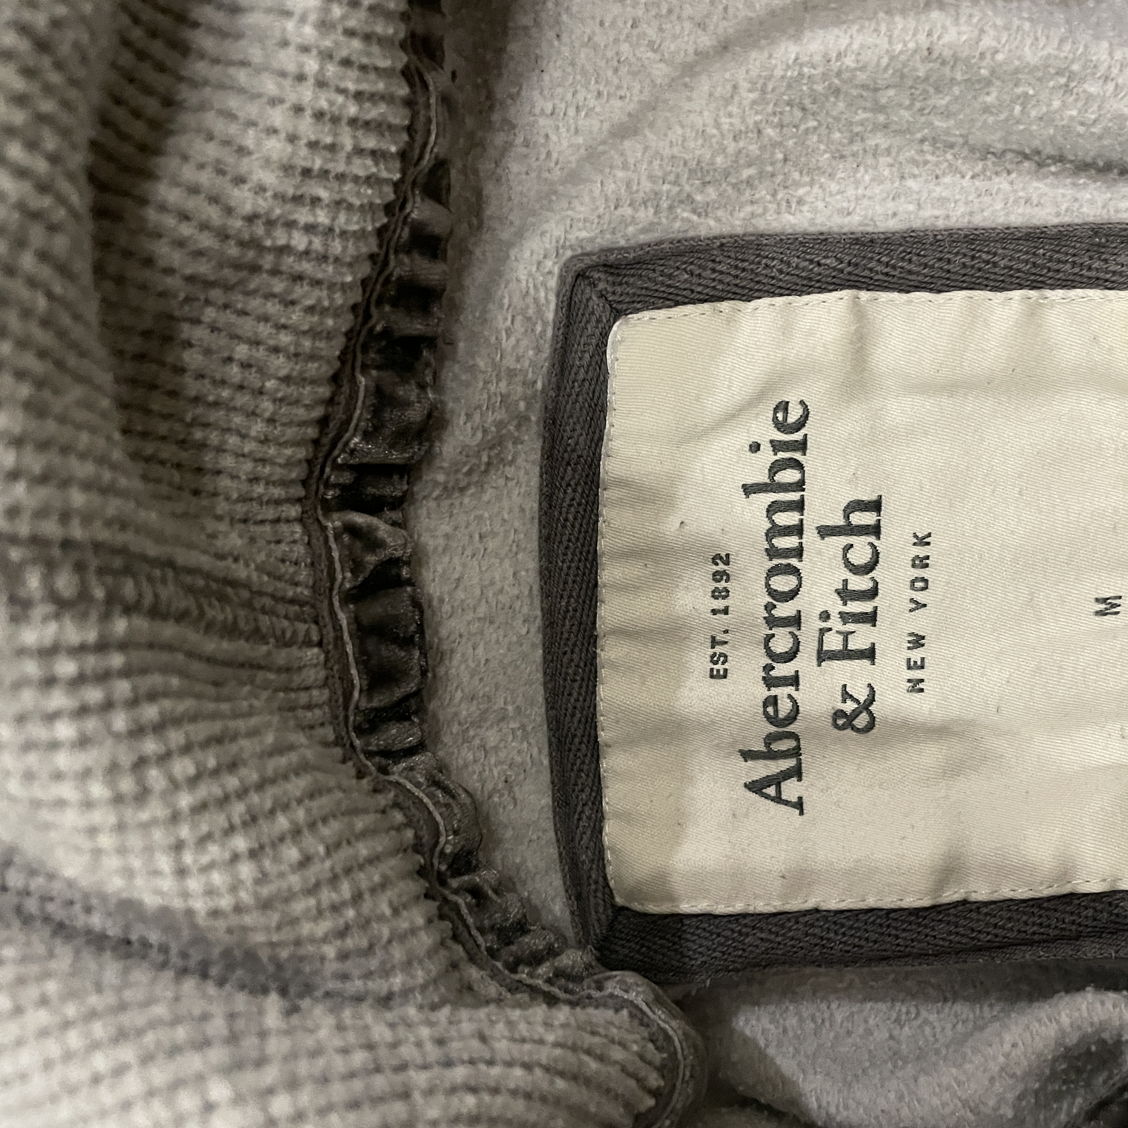 EST. 1892
Abercrombie
& Fitch
NEW YORK
M